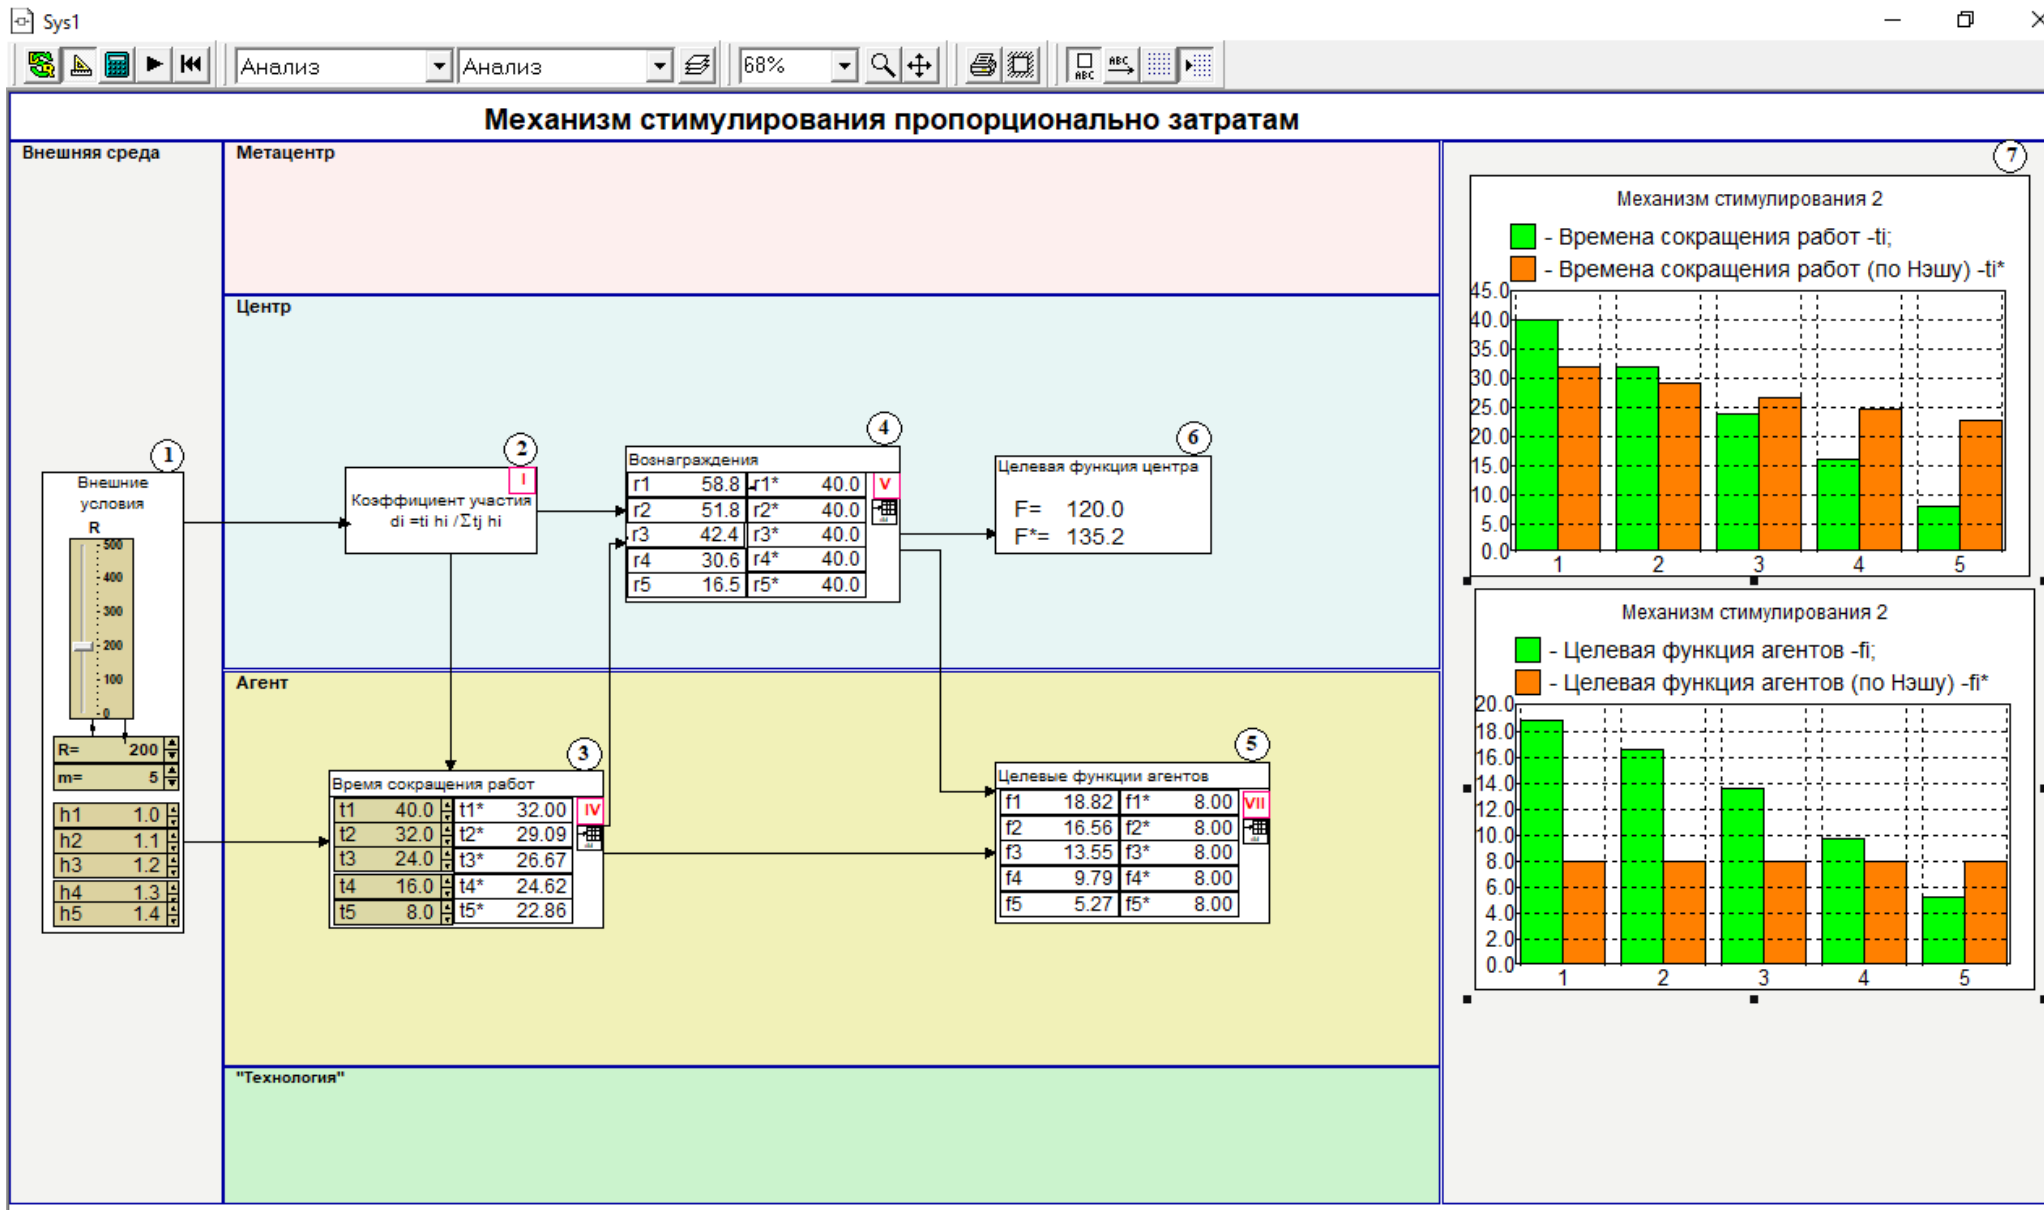 Sys1
Анализ
Анализ
68%
ABC
ABC
Механизм стимулирования пропорционально затратам
Внешняя среда
Метацентр
Центр
Агент
"Технология"
1
Внешние
условия
R
500
400
300
200
100
0
R= 200
m= 5
h1 1.0
h2 1.1
h3 1.2
h4 1.3
h5 1.4
2
I
Коэффициент участия
di =ti hi /Σtj hi
3
Время сокращения работ
t1 40.0 t1* 32.00 IV
t2 32.0 t2* 29.09
t3 24.0 t3* 26.67
t4 16.0 t4* 24.62
t5 8.0 t5* 22.86
4
Вознаграждения
r1 58.8 r1* 40.0 V
r2 51.8 r2* 40.0
r3 42.4 r3* 40.0
r4 30.6 r4* 40.0
r5 16.5 r5* 40.0
5
Целевые функции агентов
f1 18.82 f1* 8.00 VII
f2 16.56 f2* 8.00
f3 13.55 f3* 8.00
f4 9.79 f4* 8.00
f5 5.27 f5* 8.00
6
Целевая функция центра
F= 120.0
F*= 135.2
7
Механизм стимулирования 2
- Времена сокращения работ -ti;
- Времена сокращения работ (по Нэшу) -ti*
45.0
40.0
35.0
30.0
25.0
20.0
15.0
10.0
5.0
0.0
1 2 3 4 5
Механизм стимулирования 2
- Целевая функция агентов -fi;
- Целевая функция агентов (по Нэшу) -fi*
20.0
18.0
16.0
14.0
12.0
10.0
8.0
6.0
4.0
2.0
0.0
1 2 3 4 5